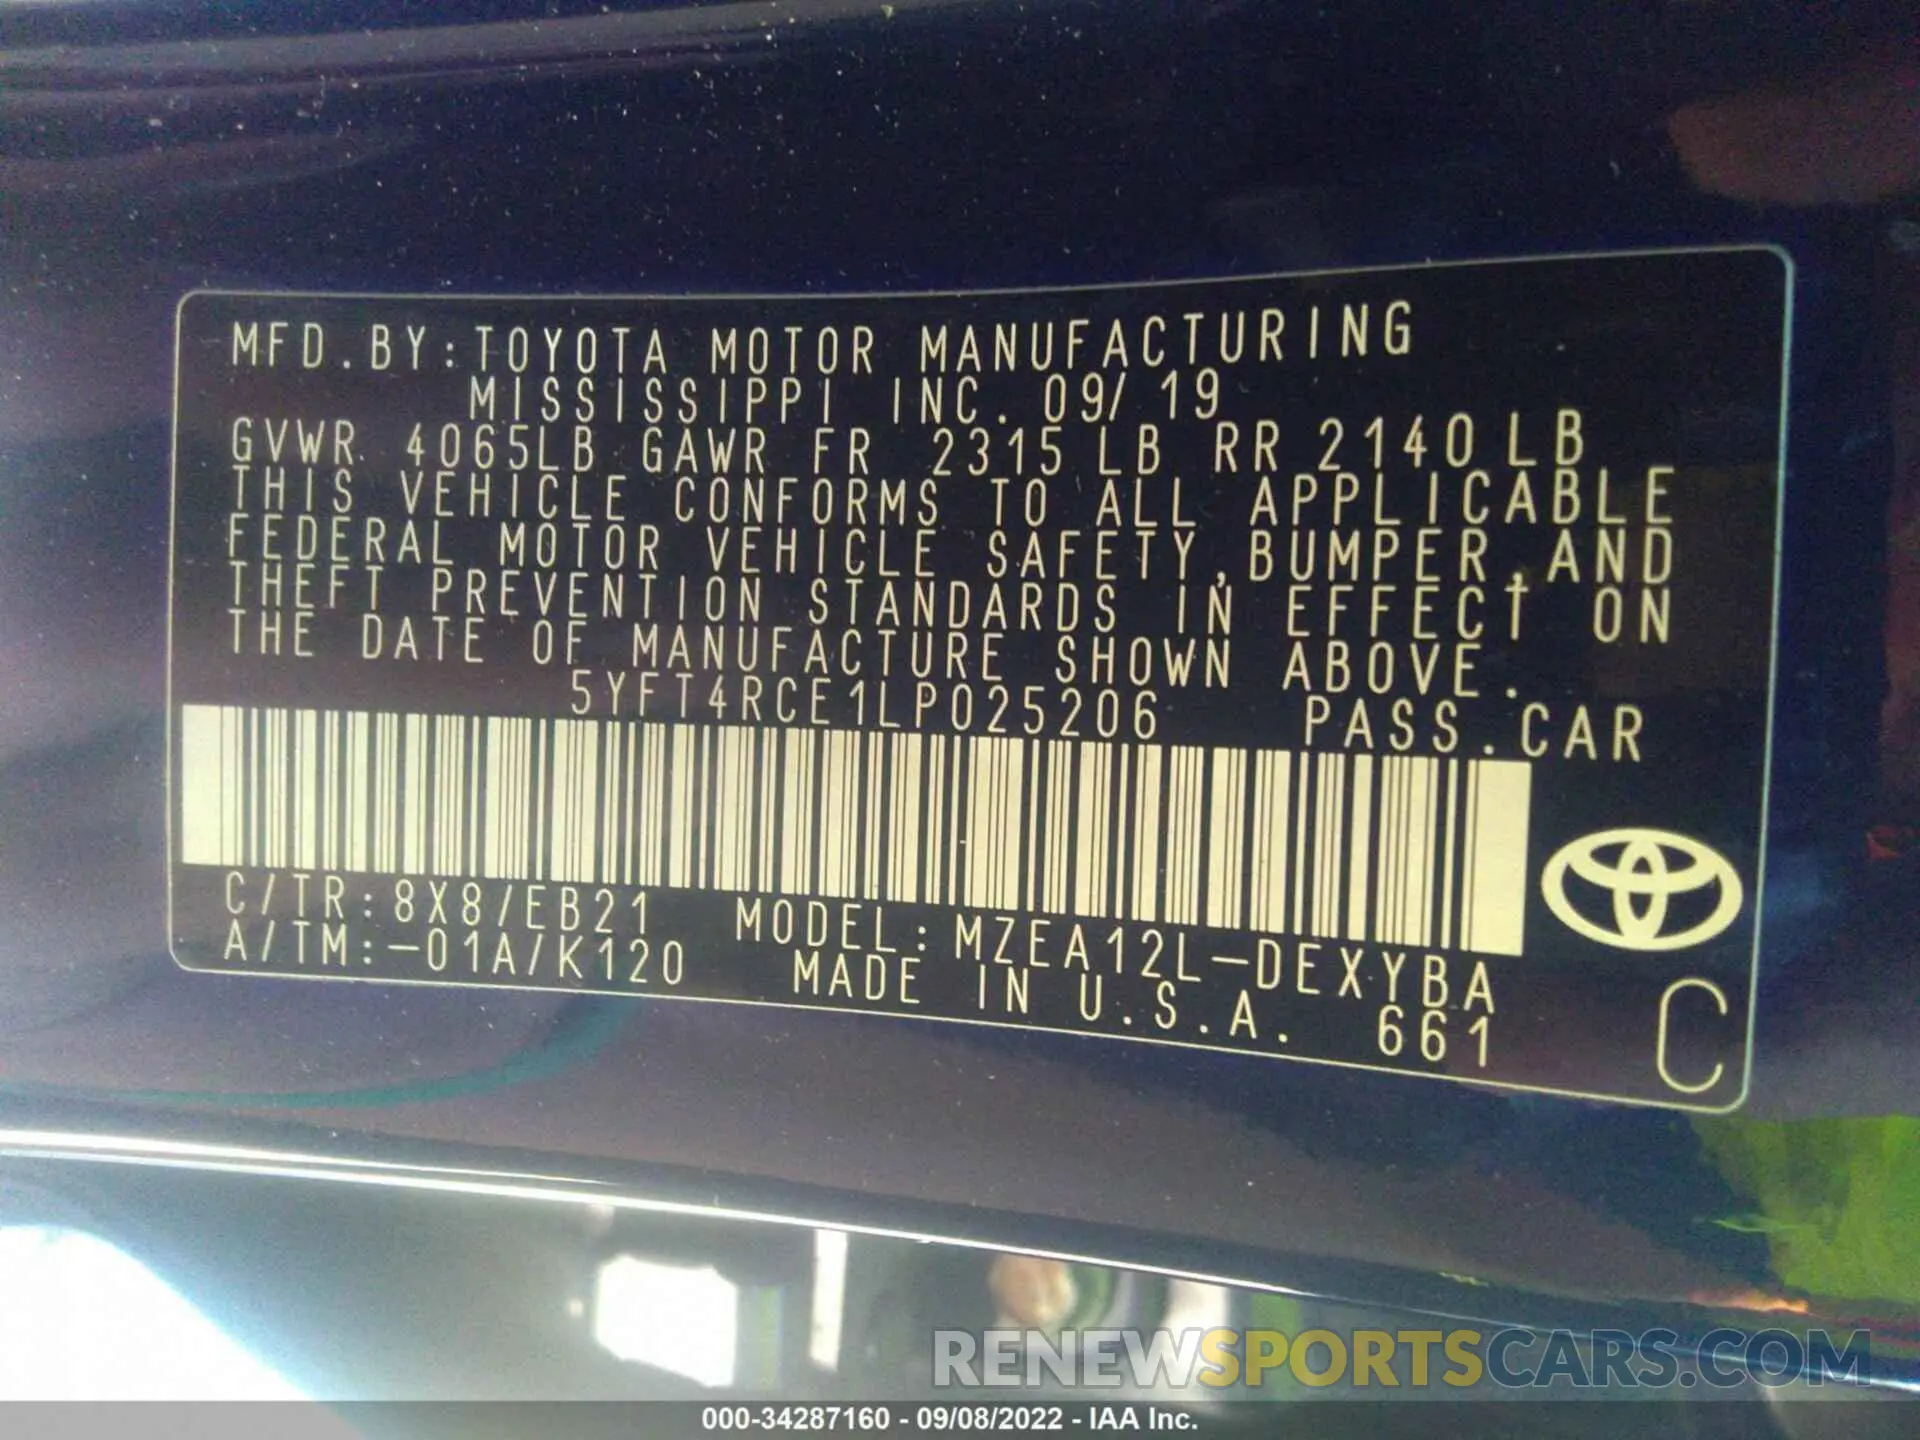 MFD.BY:TOYOTA MOTOR MANUFACTURING
MISSISSIPPI INC. 09/19
GVWR 4065LB GAWR FR 2315LB RR 2140LB
THIS VEHICLE CONFORMS TO ALL APPLICABLE
FEDERAL MOTOR VEHICLE SAFETY,BUMPER,AND
THEFT PREVENTION STANDARDS IN EFFECT ON
THE DATE OF MANUFACTURE SHOWN ABOVE.
5YFT4RCE1LP025206 PASS.CAR
C/TR:8X8/EB21 MODEL:MZEA12L-DEXYBA
A/TM:-01A/K120 MADE IN U.S.A. 661
C
RENEWSPORTSCARS.COM
000-34287160 - 09/08/2022 - IAA Inc.